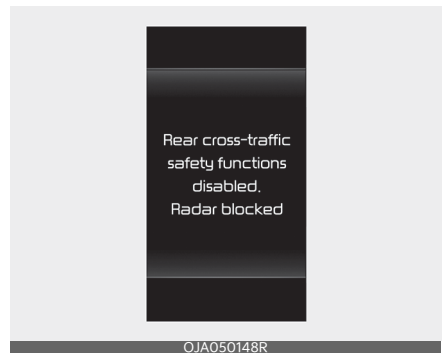 Rear cross-traffic
safety functions
disabled.
Radar blocked
OJA050148R